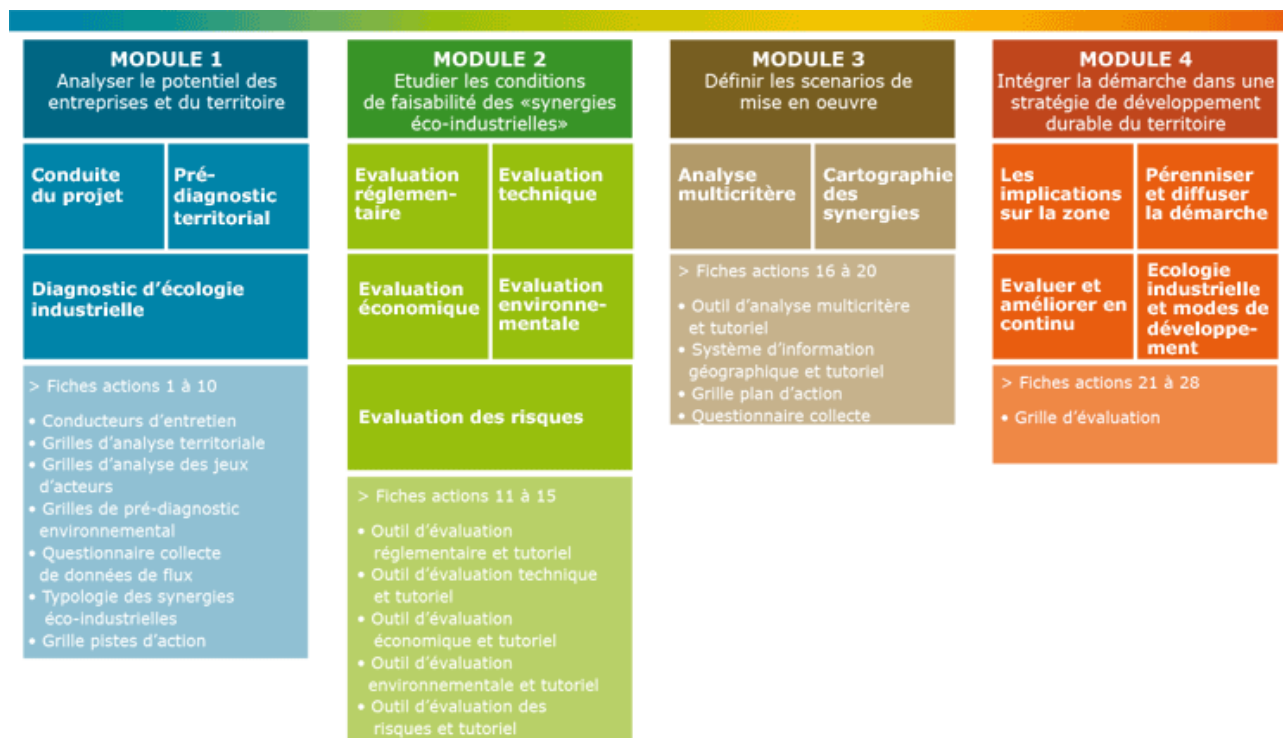 MODULE 1
Analyser le potentiel des
entreprises et du territoire
Conduite
du projet
Pré-
diagnostic
territorial
Diagnostic d'écologie
industrielle
> Fiches actions 1 à 10
• Conducteurs d'entretien
• Grilles d'analyse territoriale
• Grilles d'analyse des jeux
d'acteurs
• Grilles de pré-diagnostic
environnemental
• Questionnaire collecte
de données de flux
• Typologie des synergies
éco-industrielles
• Grille pistes d'action
MODULE 2
Etudier les conditions
de faisabilité des «synergies
éco-industrielles»
Evaluation
réglemen-
taire
Evaluation
technique
Evaluation
économique
Evaluation
environne-
mentale
Evaluation des risques
> Fiches actions 11 à 15
• Outil d'évaluation
réglementaire et tutoriel
• Outil d'évaluation technique
et tutoriel
• Outil d'évaluation
économique et tutoriel
• Outil d'évaluation
environnementale et tutoriel
• Outil d'évaluation des
risques et tutoriel
MODULE 3
Définir les scenarios de
mise en oeuvre
Analyse
multicritère
Cartographie
des
synergies
> Fiches actions 16 à 20
• Outil d'analyse multicritère
et tutoriel
• Système d'information
géographique et tutoriel
• Grille plan d'action
• Questionnaire collecte
MODULE 4
Intégrer la démarche dans une
stratégie de développement
durable du territoire
Les
implications
sur la zone
Pérenniser
et diffuser
la démarche
Evaluer et
améliorer en
continu
Ecologie
industrielle
et modes de
développe-
ment
> Fiches actions 21 à 28
• Grille d'évaluation